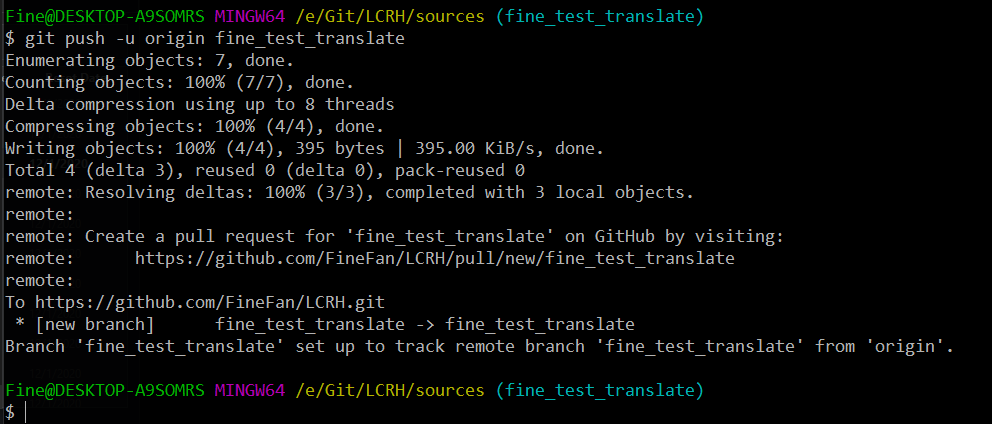 Fine@DESKTOP-A9SOMRS MINGW64 /e/Git/LCRH/sources (fine_test_translate)
$ git push -u origin fine_test_translate
Enumerating objects: 7, done.
Counting objects: 100% (7/7), done.
Delta compression using up to 8 threads
Compressing objects: 100% (4/4), done.
Writing objects: 100% (4/4), 395 bytes | 395.00 KiB/s, done.
Total 4 (delta 3), reused 0 (delta 0), pack-reused 0
remote: Resolving deltas: 100% (3/3), completed with 3 local objects.
remote:
remote: Create a pull request for 'fine_test_translate' on GitHub by visiting:
remote:      https://github.com/FineFan/LCRH/pull/new/fine_test_translate
remote:
To https://github.com/FineFan/LCRH.git
 * [new branch]      fine_test_translate -> fine_test_translate
Branch 'fine_test_translate' set up to track remote branch 'fine_test_translate' from 'origin'.
Fine@DESKTOP-A9SOMRS MINGW64 /e/Git/LCRH/sources (fine_test_translate)
$